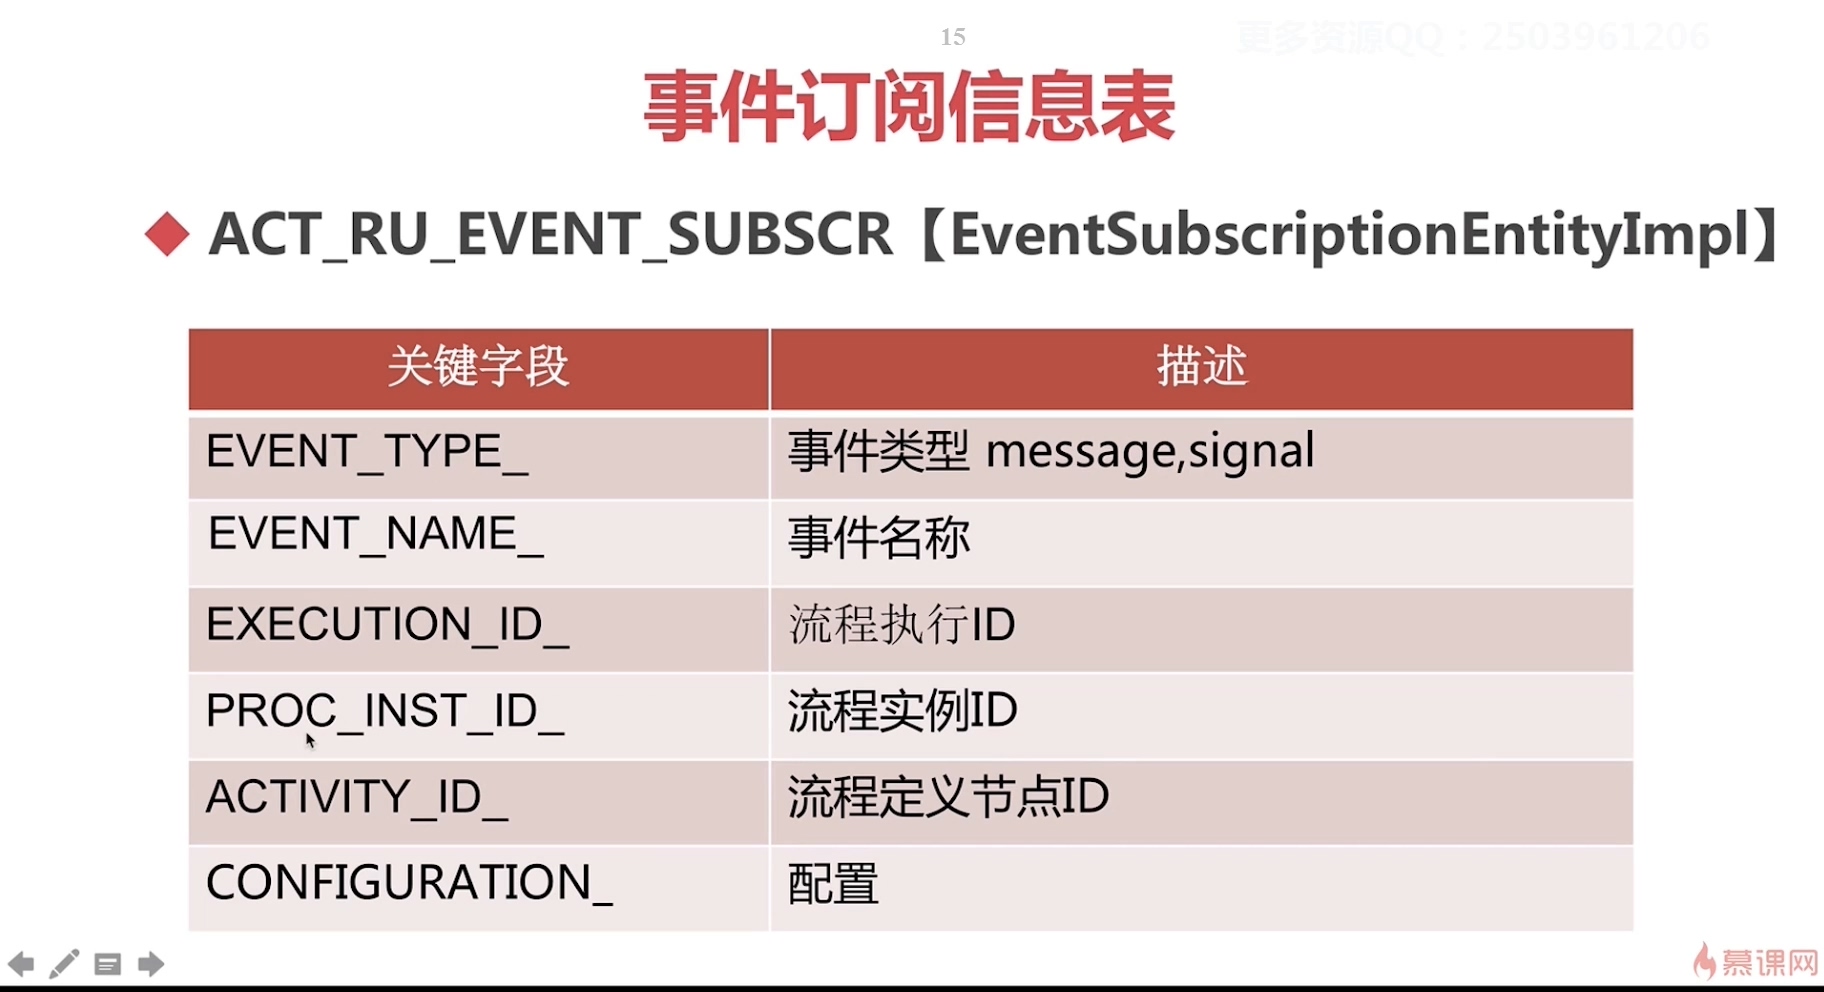 15
更多资源QQ：2503961206
事件订阅信息表
ACT_RU_EVENT_SUBSCR【EventSubscriptionEntityImpl】
关键字段 描述
EVENT_TYPE_ 事件类型 message,signal
EVENT_NAME_ 事件名称
EXECUTION_ID_ 流程执行ID
PROC_INST_ID_ 流程实例ID
ACTIVITY_ID_ 流程定义节点ID
CONFIGURATION_ 配置
慕课网